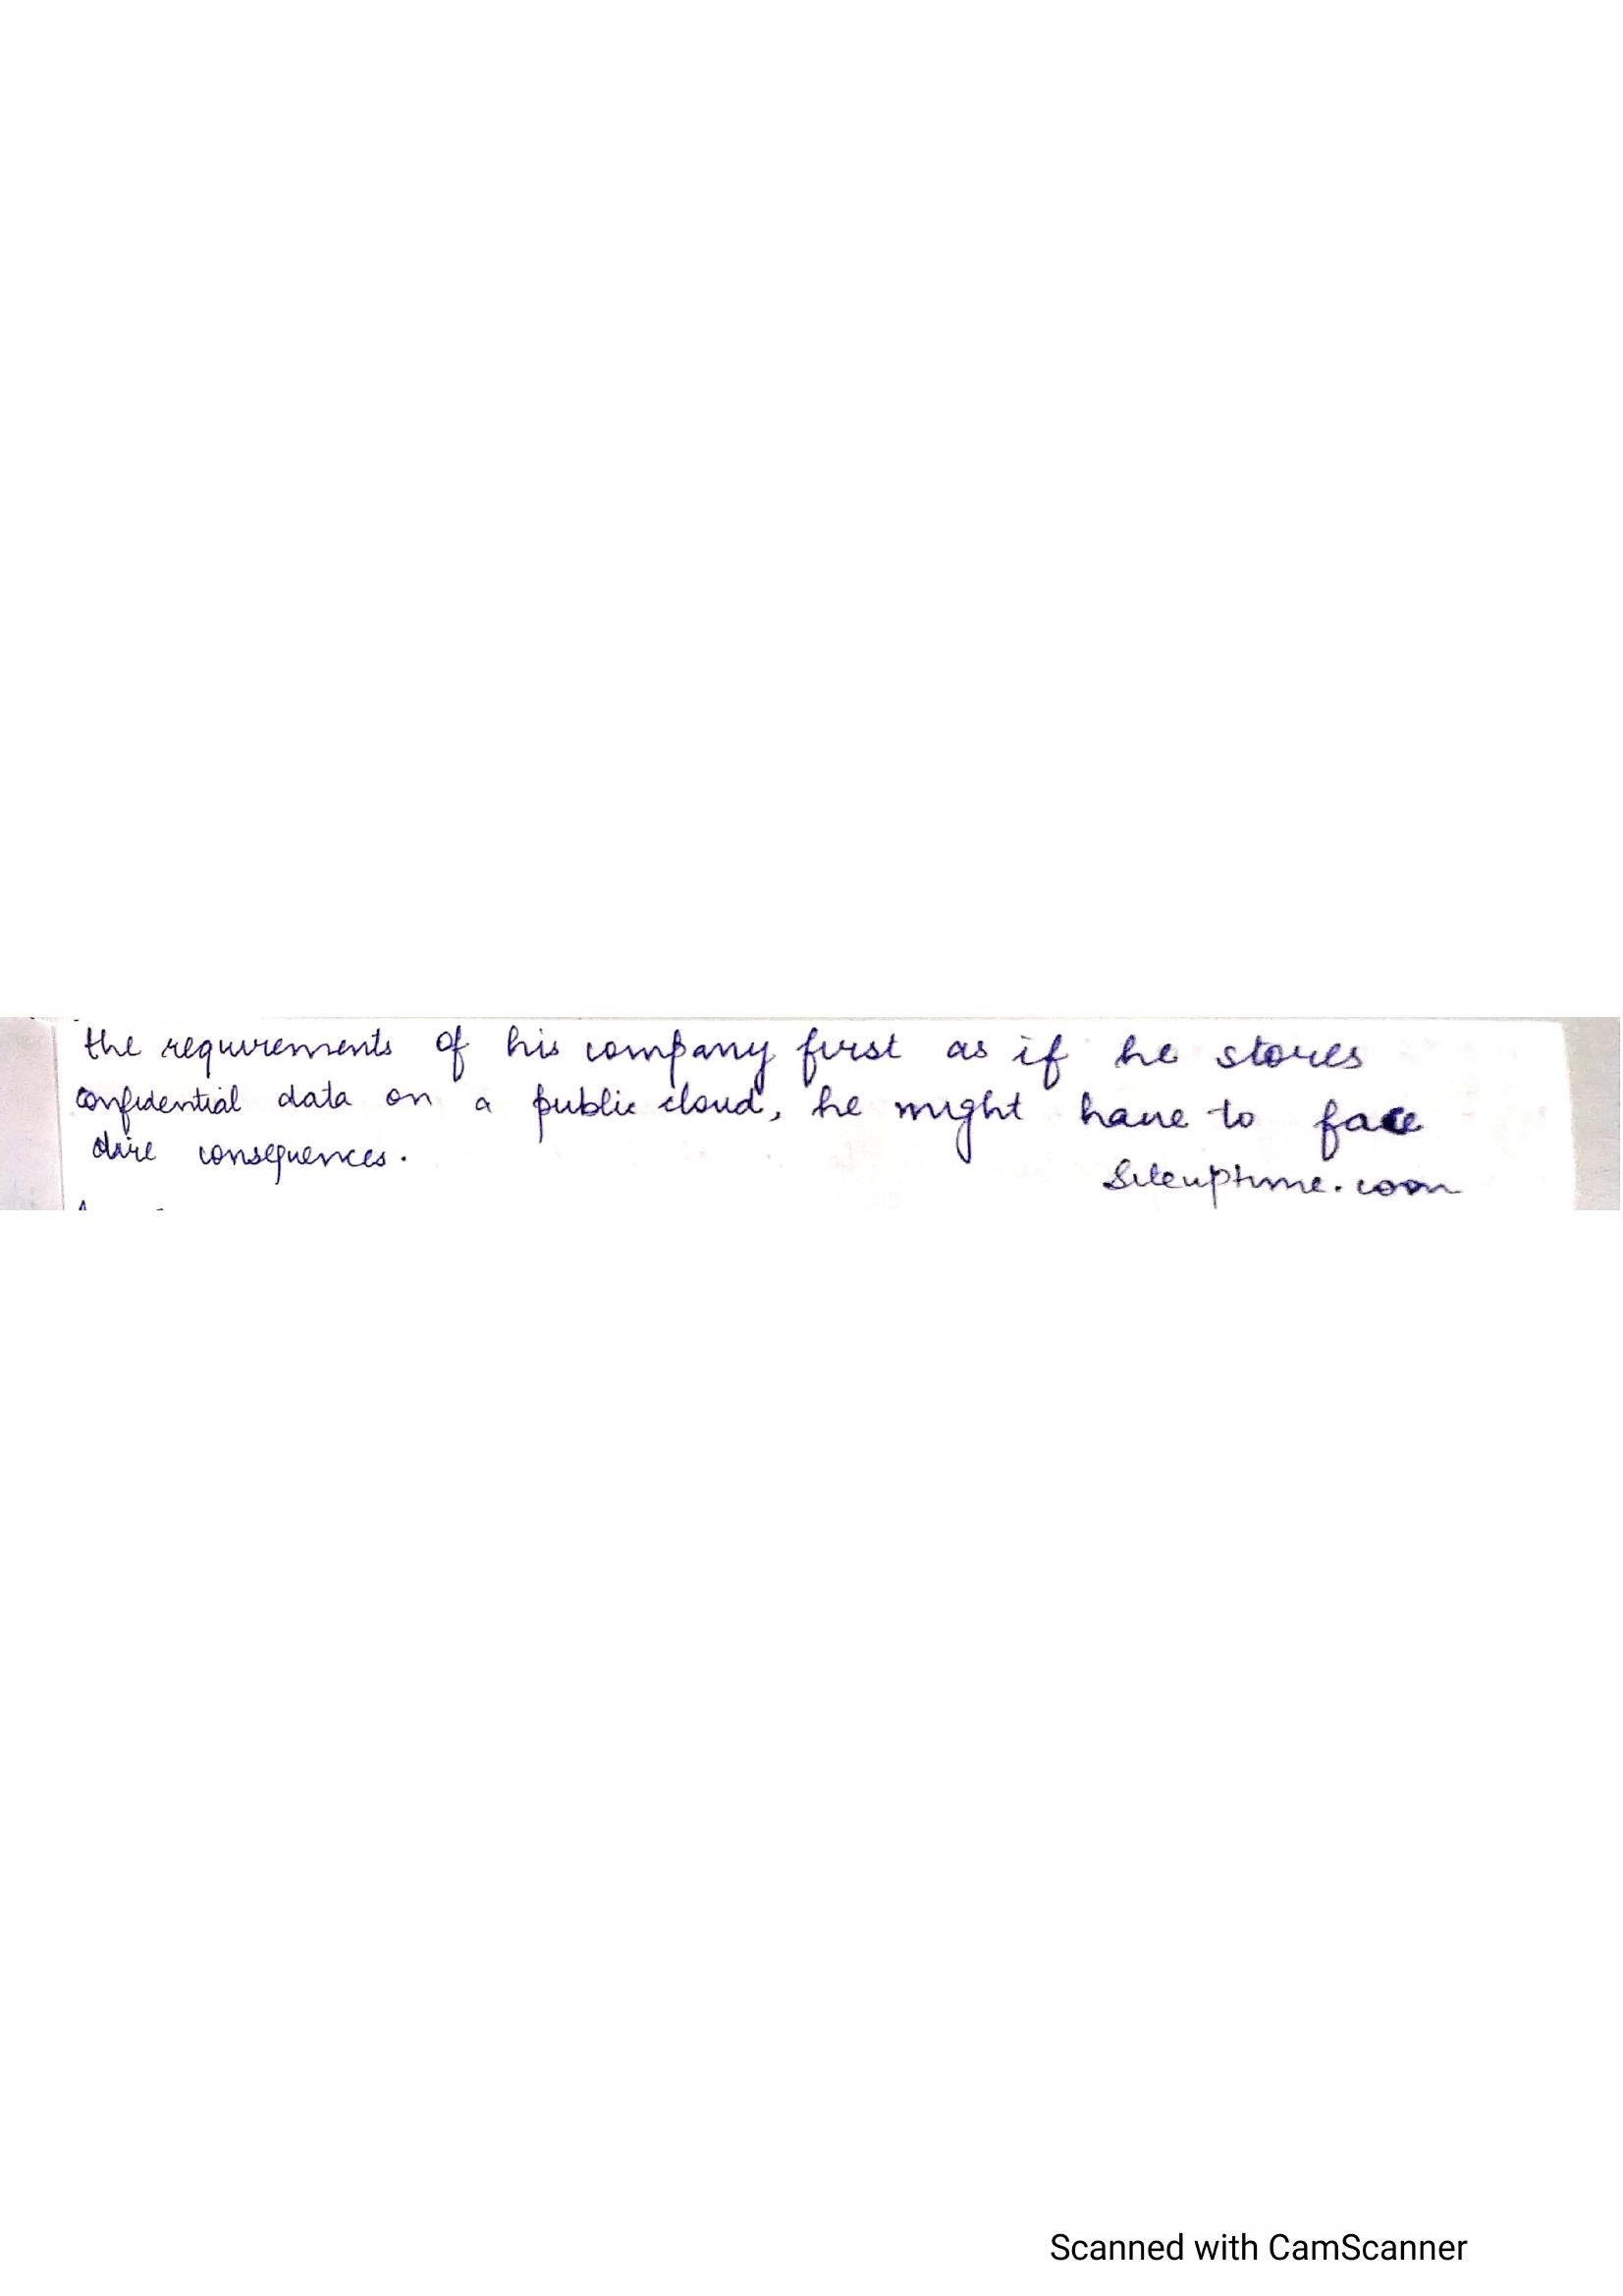 the requirements of his company first as if he stores
confidential data on a public cloud, he might have to face
dire consequences.
Siteuptime.com
Scanned with CamScanner